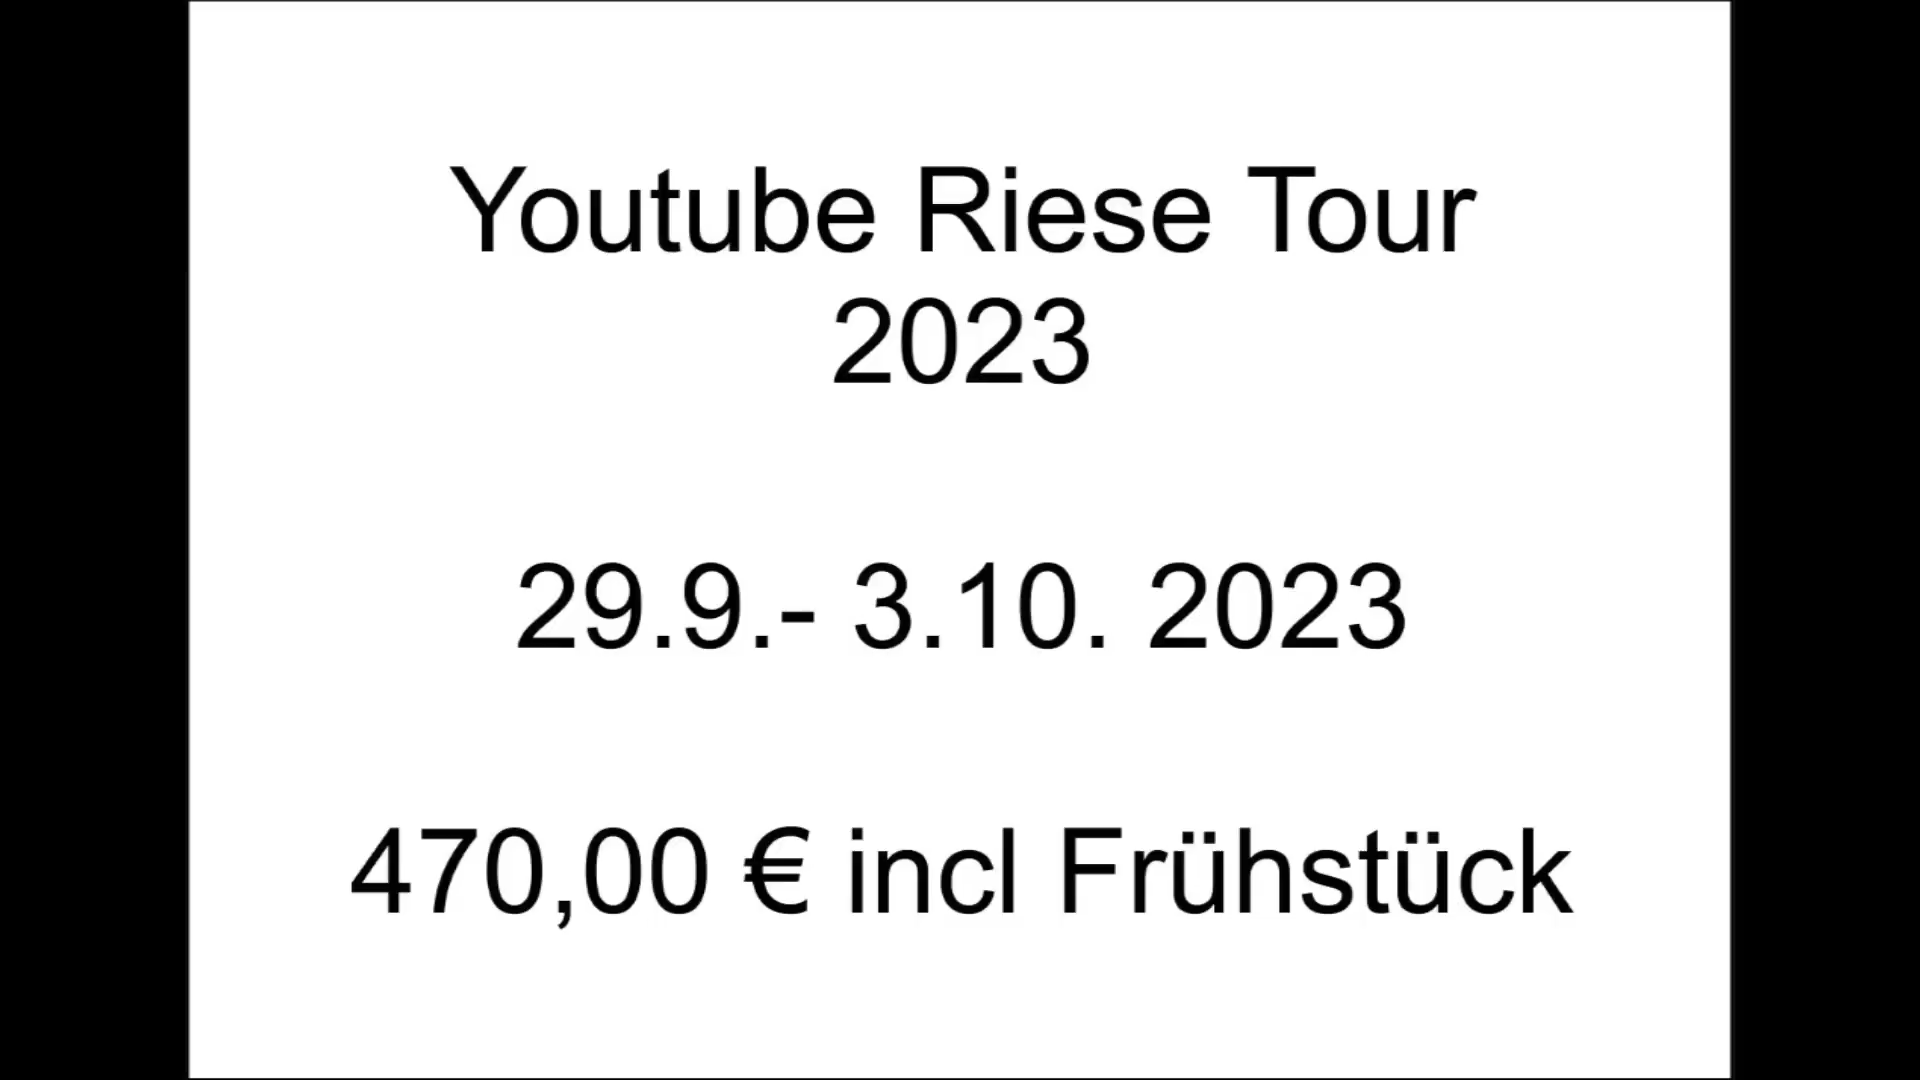 Youtube Riese Tour
2023
29.9.- 3.10. 2023
470,00 € incl Frühstück